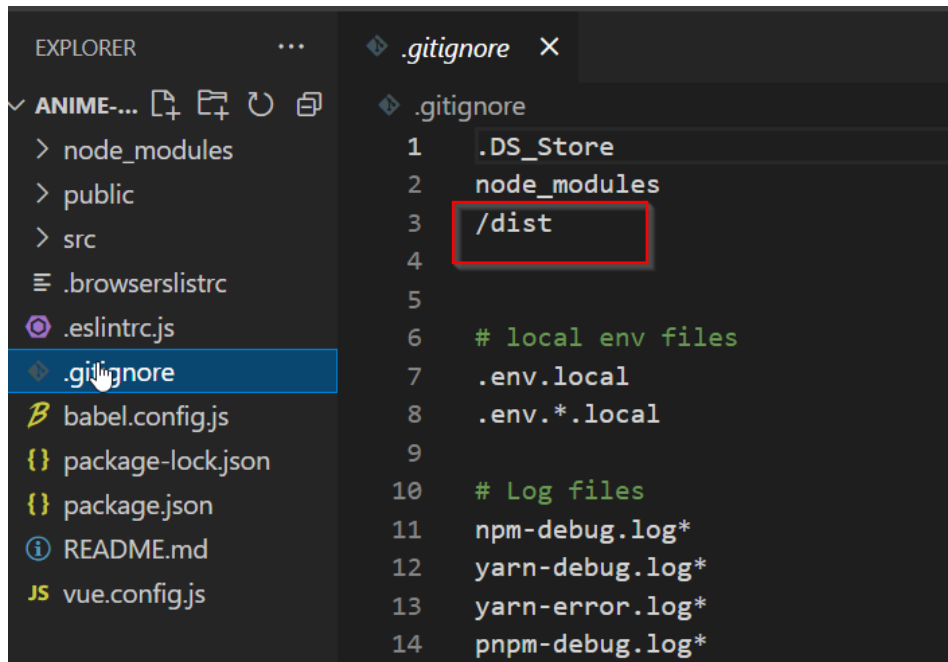 EXPLORER
ANIME-...
node_modules
public
src
.browserslistrc
.eslintrc.js
.gitignore
babel.config.js
package-lock.json
package.json
README.md
JS vue.config.js
.gitignore
.gitignore
1 .DS_Store
2 node_modules
3 /dist
4
5
6 # local env files
7 .env.local
8 .env.*.local
9
10 # Log files
11 npm-debug.log*
12 yarn-debug.log*
13 yarn-error.log*
14 pnpm-debug.log*